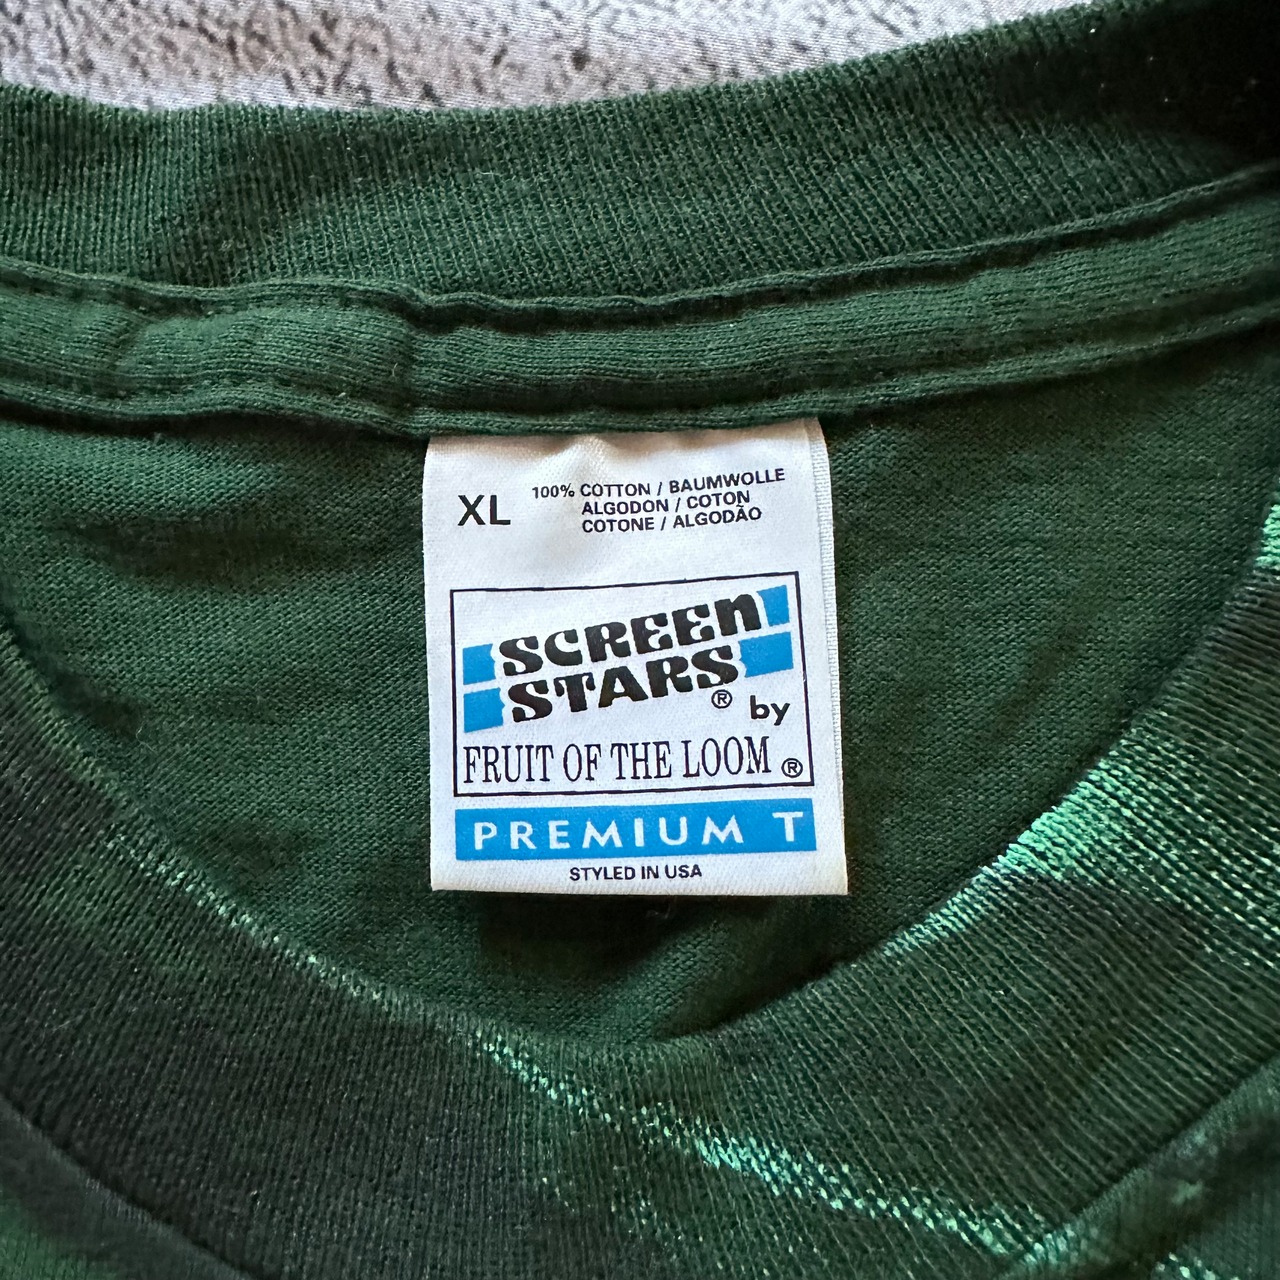 XL
100% COTTON / BAUMWOLLE
ALGODON / COTON
COTONE / ALGODÃO
SCREEN
STARS® by
FRUIT OF THE LOOM®
PREMIUM T
STYLED IN USA